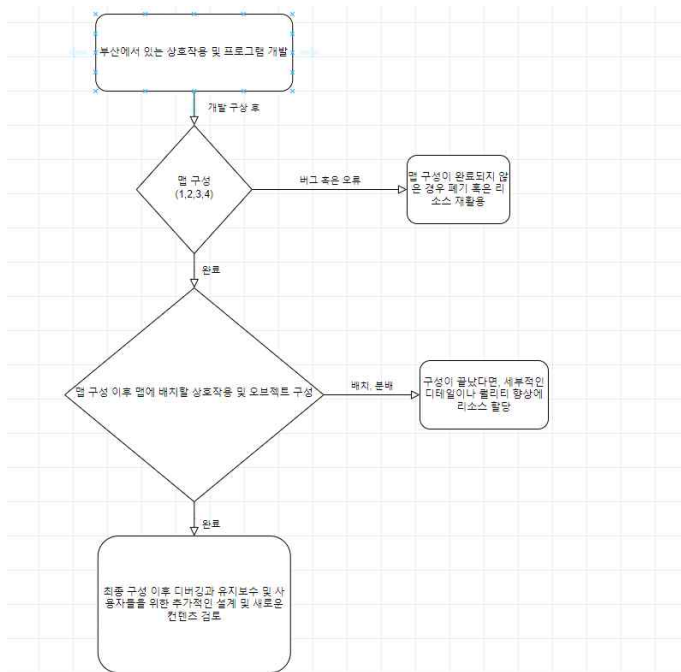 부산에서 있는 상호작용 및 프로그램 개발
개발 구상 후
맵 구성
(1,2,3,4)
버그 혹은 오류
맵 구성이 완료되지 않
은 경우 폐기 혹은 리
소스 재활용
완료
맵 구성 이후 맵에 배치할 상호작용 및 오브젝트 구성
배치, 분배
구성이 끝났다면, 세부적인
디테일이나 퀄리티 향상에
리소스 할당
완료
최종 구성 이후 디버깅과 유지보수 및 사
용자들을 위한 추가적인 설계 및 새로운
컨텐츠 검토